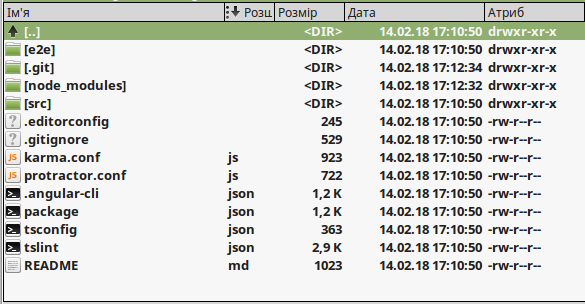 Ім'я Розш Розмір Дата Атриб
[..] <DIR> 14.02.18 17:10:50 drwxr-xr-x
[e2e] <DIR> 14.02.18 17:10:50 drwxr-xr-x
[.git] <DIR> 14.02.18 17:12:34 drwxr-xr-x
[node_modules] <DIR> 14.02.18 17:12:32 drwxr-xr-x
[src] <DIR> 14.02.18 17:10:50 drwxr-xr-x
.editorconfig 245 14.02.18 17:10:50 -rw-r--r--
.gitignore 529 14.02.18 17:10:50 -rw-r--r--
JS karma.conf js 923 14.02.18 17:10:50 -rw-r--r--
JS protractor.conf js 722 14.02.18 17:10:50 -rw-r--r--
.angular-cli json 1,2 K 14.02.18 17:10:50 -rw-r--r--
package json 1,2 K 14.02.18 17:10:50 -rw-r--r--
tsconfig json 363 14.02.18 17:10:50 -rw-r--r--
tslint json 2,9 K 14.02.18 17:10:50 -rw-r--r--
README md 1023 14.02.18 17:10:50 -rw-r--r--